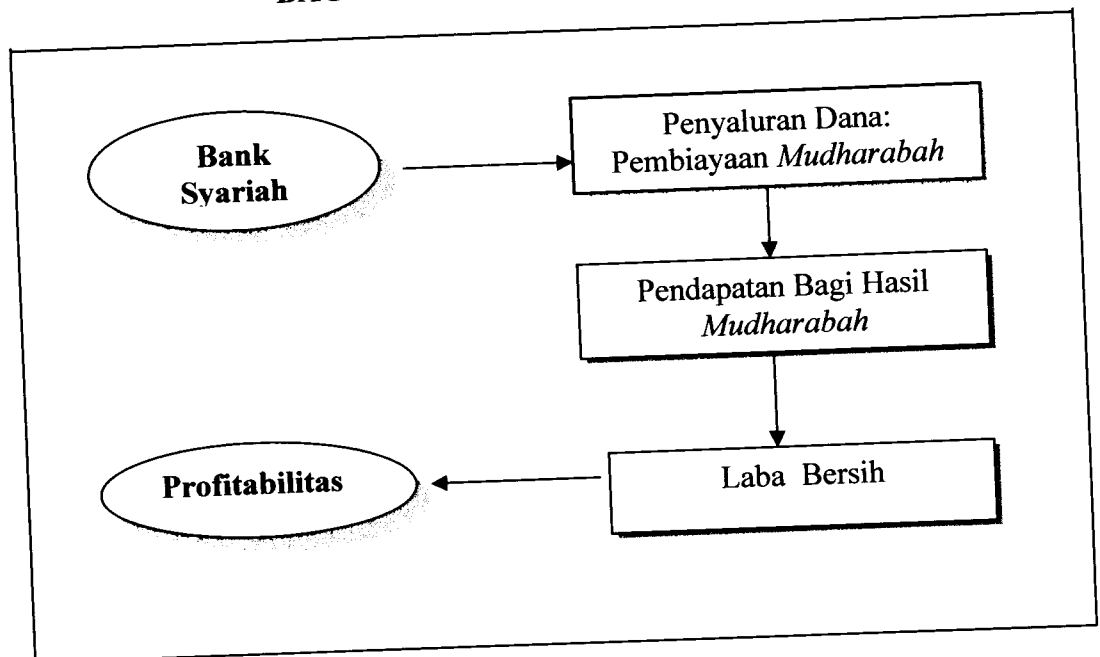 Bank
Syariah
Penyaluran Dana:
Pembiayaan Mudharabah
Pendapatan Bagi Hasil
Mudharabah
Laba Bersih
Profitabilitas